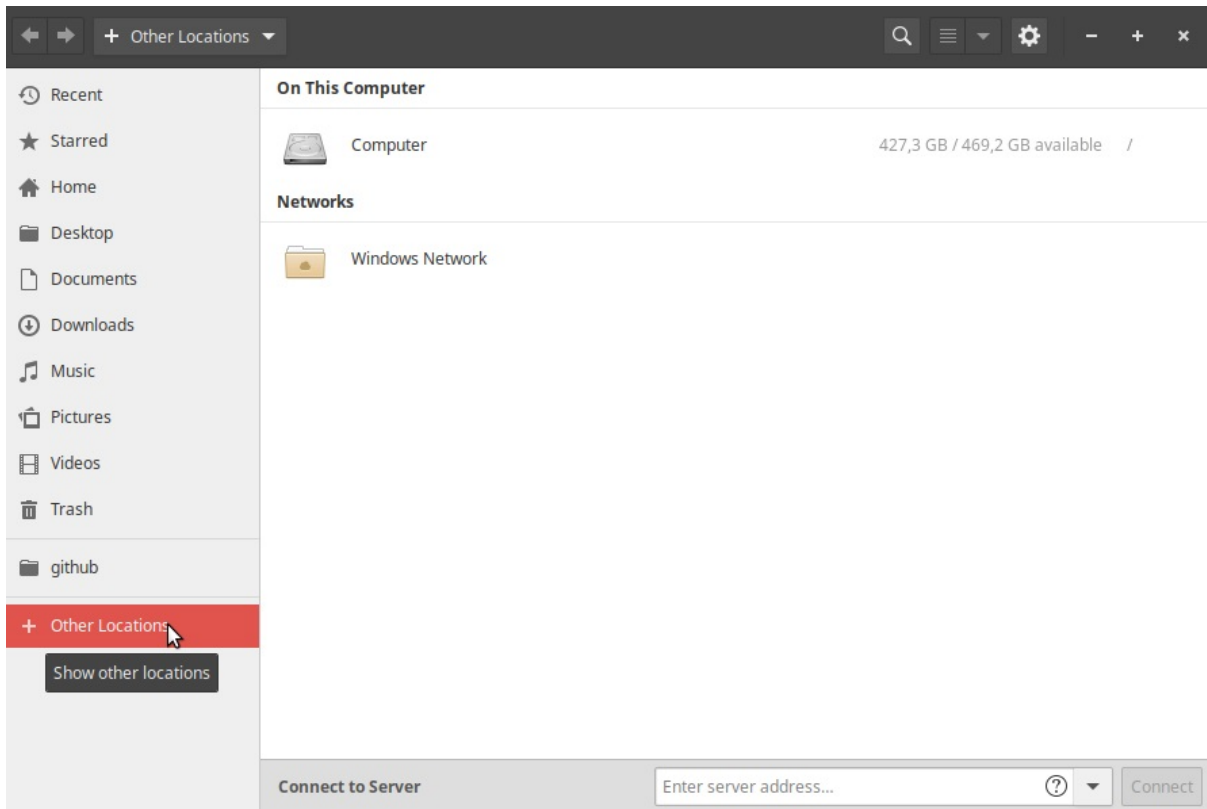 + Other Locations
Recent
Starred
Home
Desktop
Documents
Downloads
Music
Pictures
Videos
Trash
github
+ Other Locations
Show other locations
On This Computer
Computer 427,3 GB / 469,2 GB available /
Networks
Windows Network
Connect to Server Enter server address... Connect